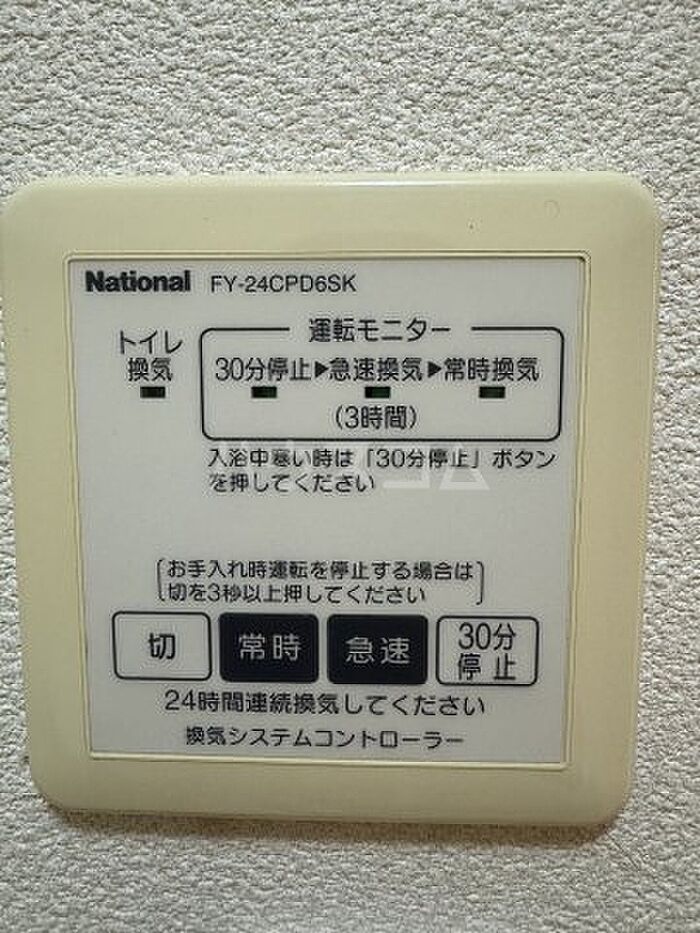 National FY-24CPD6SK
運転モニター
トイレ
換気
30分停止▶急速換気▶常時換気
(3時間)
入浴中寒い時は「30分停止」ボタン
を押してください
お手入れ時運転を停止する場合は
切を3秒以上押してください
切 常時 急速 30分
停止
24時間連続換気してください
換気システムコントローラー